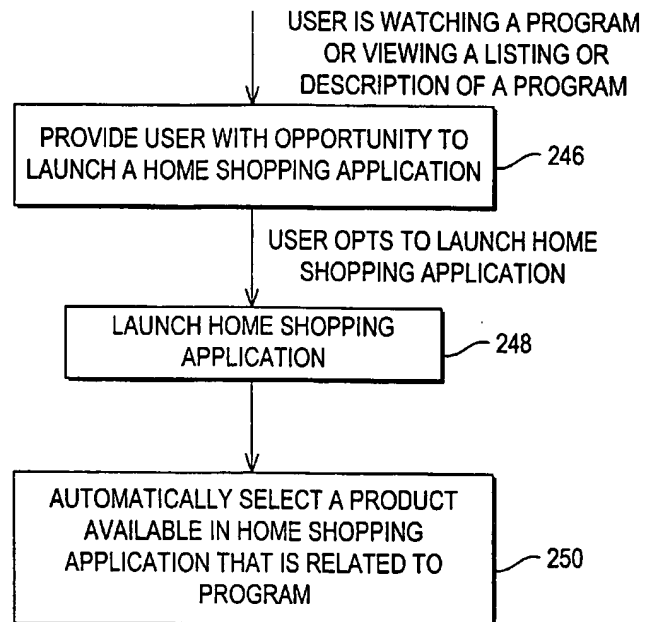 USER IS WATCHING A PROGRAM
OR VIEWING A LISTING OR
DESCRIPTION OF A PROGRAM
PROVIDE USER WITH OPPORTUNITY TO
LAUNCH A HOME SHOPPING APPLICATION
246
USER OPTS TO LAUNCH HOME
SHOPPING APPLICATION
LAUNCH HOME SHOPPING
APPLICATION
248
AUTOMATICALLY SELECT A PRODUCT
AVAILABLE IN HOME SHOPPING
APPLICATION THAT IS RELATED TO
PROGRAM
250